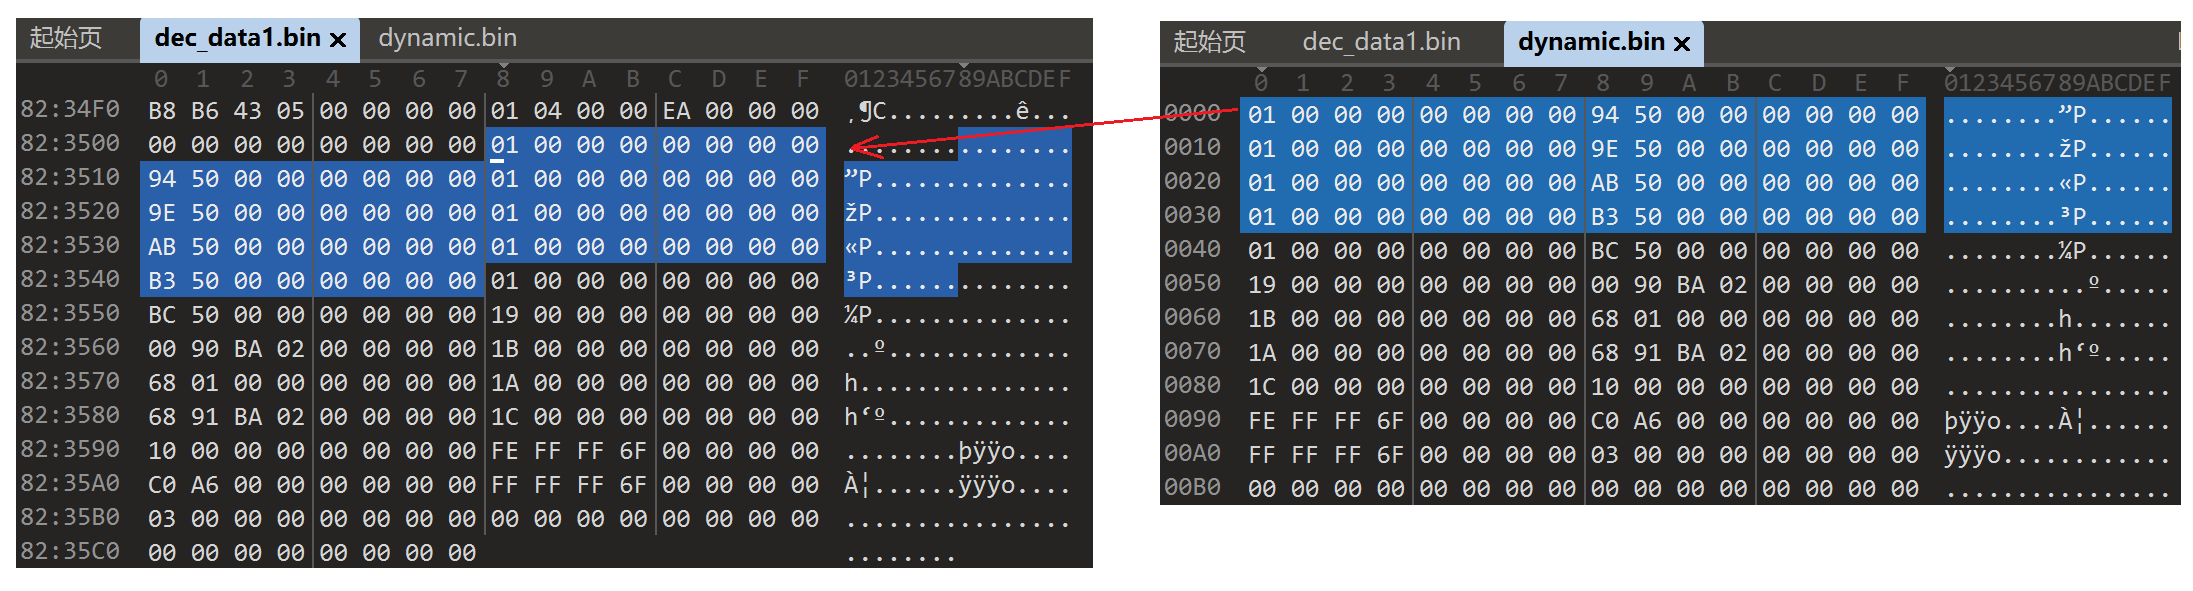 起始页 dec_data1.bin × dynamic.bin
0 1 2 3 4 5 6 7 8 9 A B C D E F 0123456789ABCDEF
82:34F0 B8 B6 43 05 00 00 00 00 01 04 00 00 EA 00 00 00 ¸¶C.........ê...
82:3500 00 00 00 00 00 00 00 00 01 00 00 00 00 00 00 00 ................
82:3510 94 50 00 00 00 00 00 00 01 00 00 00 00 00 00 00 ”P..............
82:3520 9E 50 00 00 00 00 00 00 01 00 00 00 00 00 00 00 žP..............
82:3530 AB 50 00 00 00 00 00 00 01 00 00 00 00 00 00 00 «P..............
82:3540 B3 50 00 00 00 00 00 00 01 00 00 00 00 00 00 00 ³P..............
82:3550 BC 50 00 00 00 00 00 00 19 00 00 00 00 00 00 00 ¼P..............
82:3560 00 90 BA 02 00 00 00 00 1B 00 00 00 00 00 00 00 ..º.............
82:3570 68 01 00 00 00 00 00 00 1A 00 00 00 00 00 00 00 h...............
82:3580 68 91 BA 02 00 00 00 00 1C 00 00 00 00 00 00 00 h‘º.............
82:3590 10 00 00 00 00 00 00 00 FE FF FF 6F 00 00 00 00 ........þÿÿo....
82:35A0 C0 A6 00 00 00 00 00 00 FF FF FF 6F 00 00 00 00 À¦......ÿÿÿo....
82:35B0 03 00 00 00 00 00 00 00 00 00 00 00 00 00 00 00 ................
82:35C0 00 00 00 00 00 00 00 00 ........
起始页 dec_data1.bin dynamic.bin ×
0 1 2 3 4 5 6 7 8 9 A B C D E F 0123456789ABCDEF
0000 01 00 00 00 00 00 00 00 94 50 00 00 00 00 00 00 ........”P......
0010 01 00 00 00 00 00 00 00 9E 50 00 00 00 00 00 00 ........žP......
0020 01 00 00 00 00 00 00 00 AB 50 00 00 00 00 00 00 ........«P......
0030 01 00 00 00 00 00 00 00 B3 50 00 00 00 00 00 00 ........³P......
0040 01 00 00 00 00 00 00 00 BC 50 00 00 00 00 00 00 ........¼P......
0050 19 00 00 00 00 00 00 00 00 90 BA 02 00 00 00 00 ..........º.....
0060 1B 00 00 00 00 00 00 00 68 01 00 00 00 00 00 00 ........h.......
0070 1A 00 00 00 00 00 00 00 68 91 BA 02 00 00 00 00 ........h‘º.....
0080 1C 00 00 00 00 00 00 00 10 00 00 00 00 00 00 00 ................
0090 FE FF FF 6F 00 00 00 00 C0 A6 00 00 00 00 00 00 þÿÿo....À¦......
00A0 FF FF FF 6F 00 00 00 00 03 00 00 00 00 00 00 00 ÿÿÿo............
00B0 00 00 00 00 00 00 00 00 00 00 00 00 00 00 00 00 ................